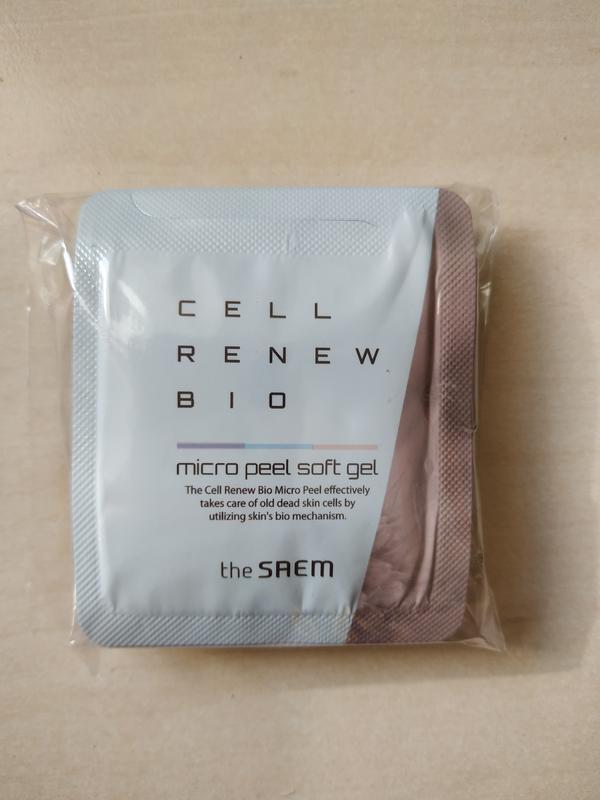 CELL
RENEW
BIO
micro peel soft gel
The Cell Renew Bio Micro Peel effectively
takes care of old dead skin cells by
utilizing skin's bio mechanism.
the SAEM